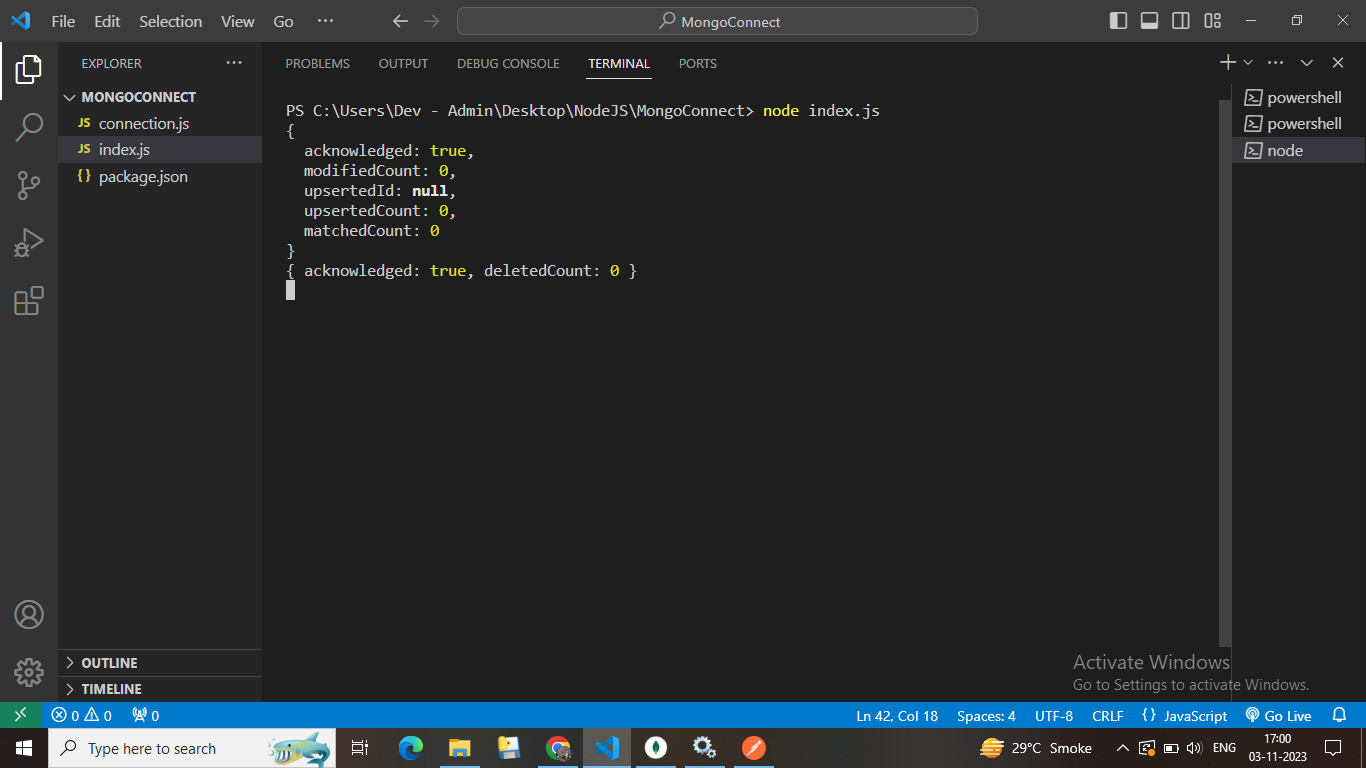 File Edit Selection View Go ···
MongoConnect
EXPLORER ···
MONGOCONNECT
JS connection.js
JS index.js
{} package.json
OUTLINE
TIMELINE
PROBLEMS OUTPUT DEBUG CONSOLE TERMINAL PORTS
PS C:\Users\Dev - Admin\Desktop\NodeJS\MongoConnect> node index.js
{
acknowledged: true,
modifiedCount: 0,
upsertedId: null,
upsertedCount: 0,
matchedCount: 0
}
{ acknowledged: true, deletedCount: 0 }
powershell
powershell
node
Activate Windows
Go to Settings to activate Windows.
0 0 0 Ln 42, Col 18 Spaces: 4 UTF-8 CRLF {} JavaScript Go Live
Type here to search
29°C Smoke ENG
17:00
03-11-2023